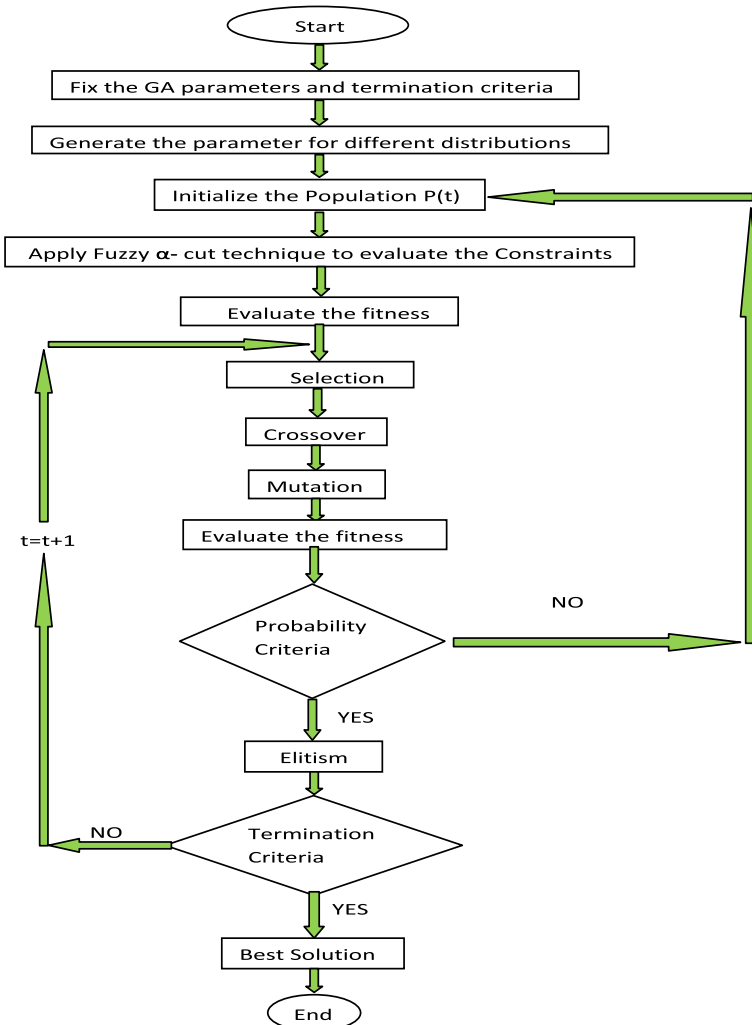 Start
Fix the GA parameters and termination criteria
Generate the parameter for different distributions
Initialize the Population P(t)
Apply Fuzzy α- cut technique to evaluate the Constraints
Evaluate the fitness
Selection
Crossover
Mutation
Evaluate the fitness
t=t+1
NO
Probability
Criteria
YES
Elitism
NO
Termination
Criteria
YES
Best Solution
End